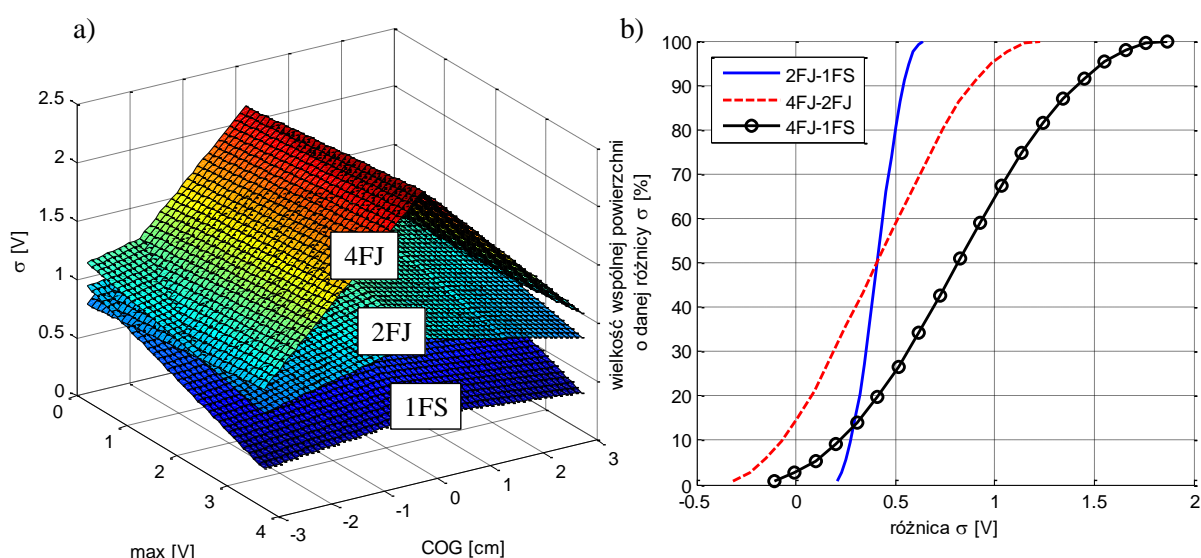 a)
2.5
2
1.5
1
0.5
0
σ [V]
4FJ
2FJ
1FS
0
1
2
3
4
max [V]
-3
-2
-1
0
1
2
3
COG [cm]
b)
wielkość wspólnej powierzchni
o danej różnicy σ [%]
100
90
80
70
60
50
40
30
20
10
0
2FJ-1FS
4FJ-2FJ
4FJ-1FS
-0.5
0
0.5
1
1.5
2
różnica σ [V]